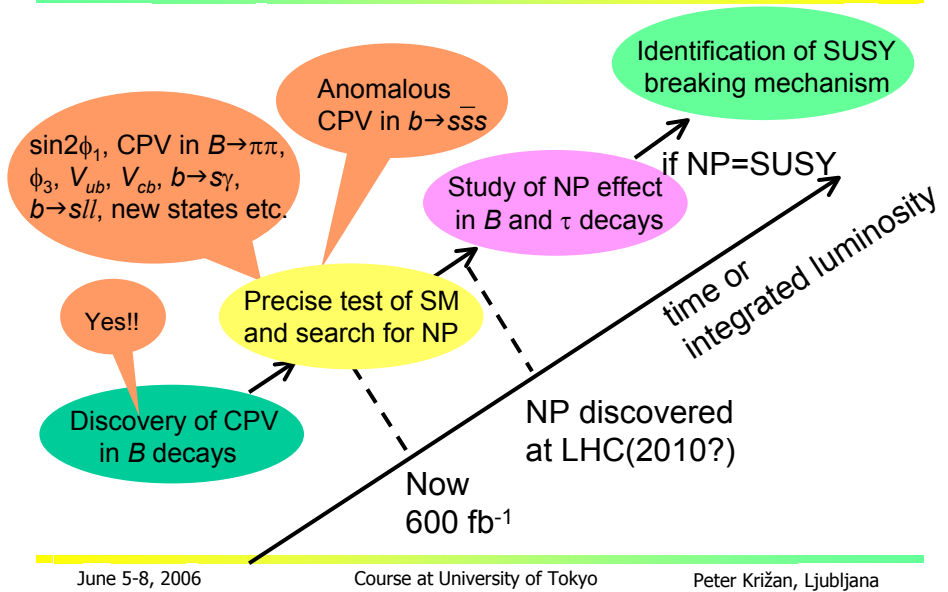 Identification of SUSY
breaking mechanism
Anomalous
CPV in b→ss̄s
sin2ϕ₁, CPV in B→ππ,
ϕ₃, V_ub, V_cb, b→sγ,
b→sll, new states etc.
if NP=SUSY
Study of NP effect
in B and τ decays
Precise test of SM
and search for NP
Yes!!
time or
integrated luminosity
Discovery of CPV
in B decays
NP discovered
at LHC(2010?)
Now
600 fb⁻¹
June 5-8, 2006
Course at University of Tokyo
Peter Križan, Ljubljana